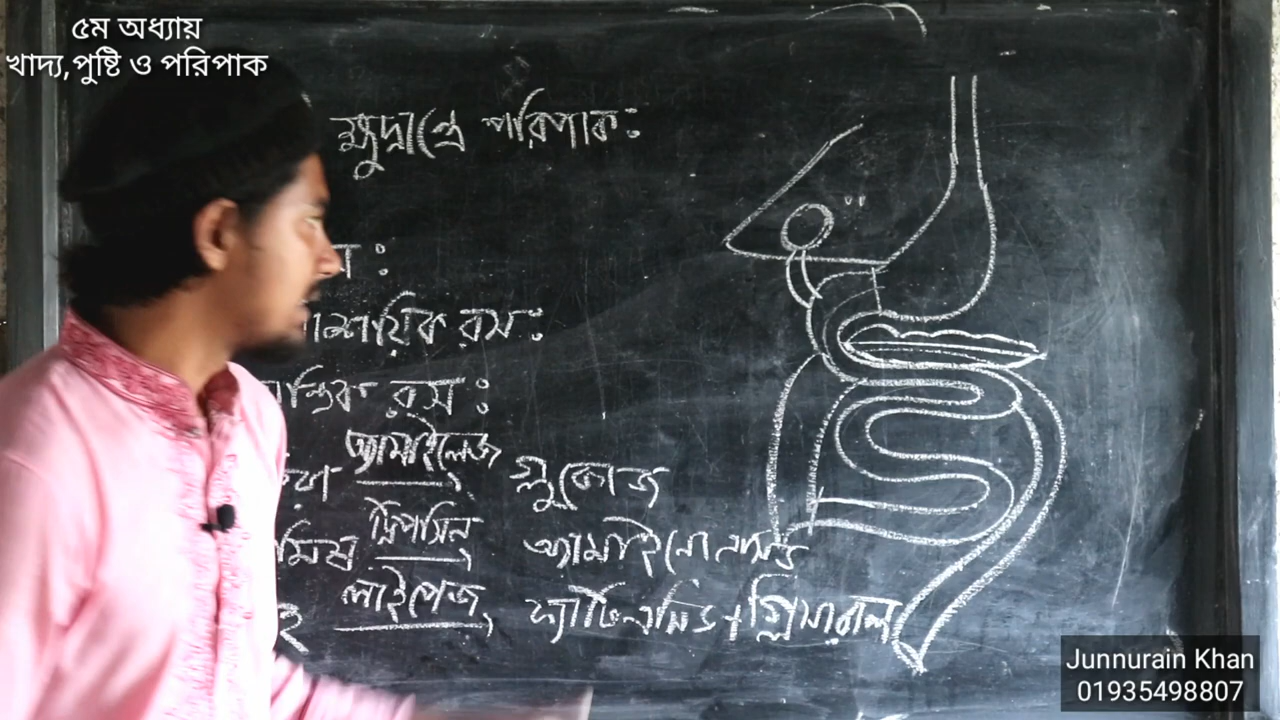 ৫ম অধ্যায়
খাদ্য,পুষ্টি ও পরিপাক
ক্ষুদ্রান্ত্রে পরিপাক:
রস:
রস:
অ্যামাইলেজ
গ্লুকোজ
ট্রিপসিন
অ্যামাইনোএসিড
লাইপেজ
ফ্যাটিএসিড + গ্লিসারল
Junnurain Khan
01935498807